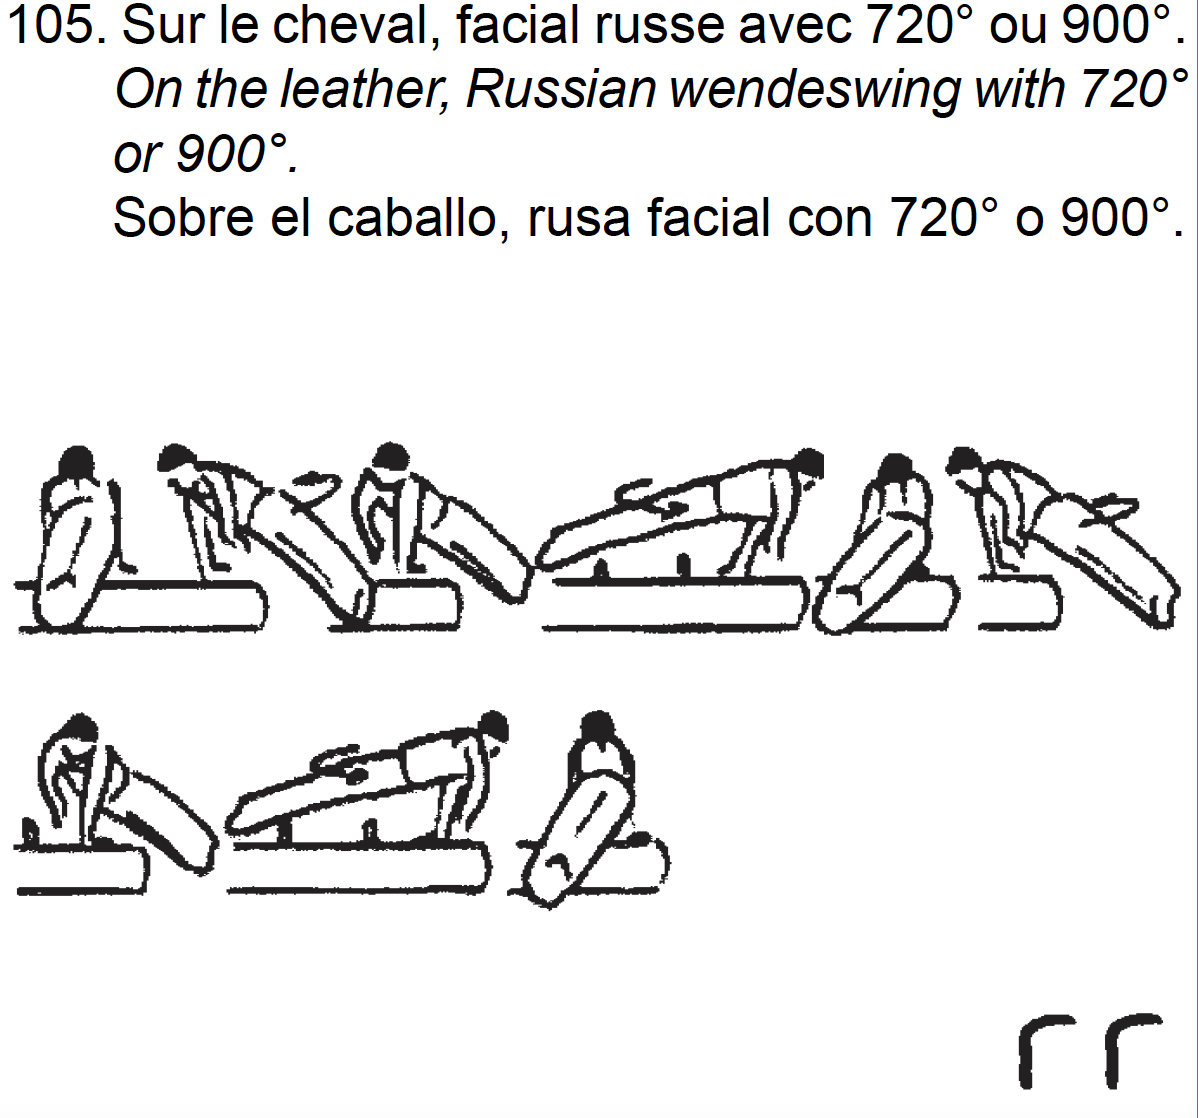 105. Sur le cheval, facial russe avec 720° ou 900°.
On the leather, Russian wendeswing with 720°
or 900°.
Sobre el caballo, rusa facial con 720° o 900°.